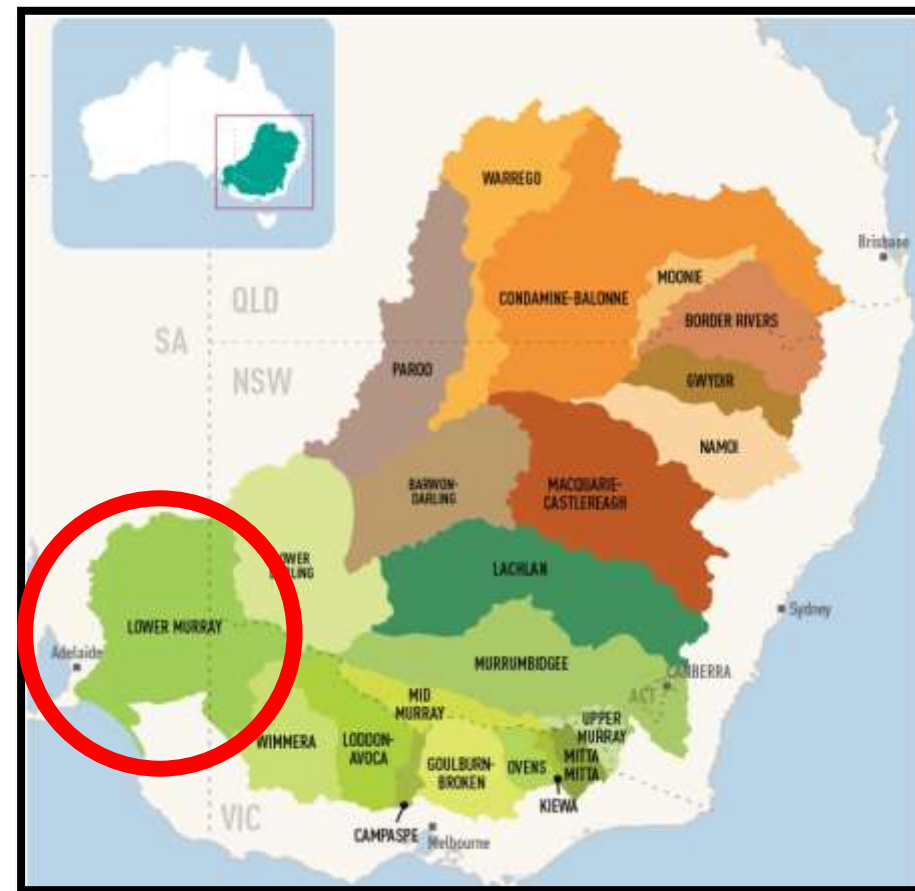 WARREGO
Brisbane
MOONIE
CONDAMINE-BALONNE
QLD
BORDER RIVERS
SA
PAROO
NSW
GWYDIR
NAMOI
BARWON-
DARLING
MACQUARIE-
CASTLEREAGH
LACHLAN
Sydney
LOWER MURRAY
Adelaide
MURRUMBIDGEE
CANBERRA
ACT
MID
MURRAY
UPPER
MURRAY
WIMMERA
LODDON-
AVOCA
GOULBURN-
BROKEN
OVENS
MITTA
MITTA
KIEWA
VIC
CAMPASPE
Melbourne